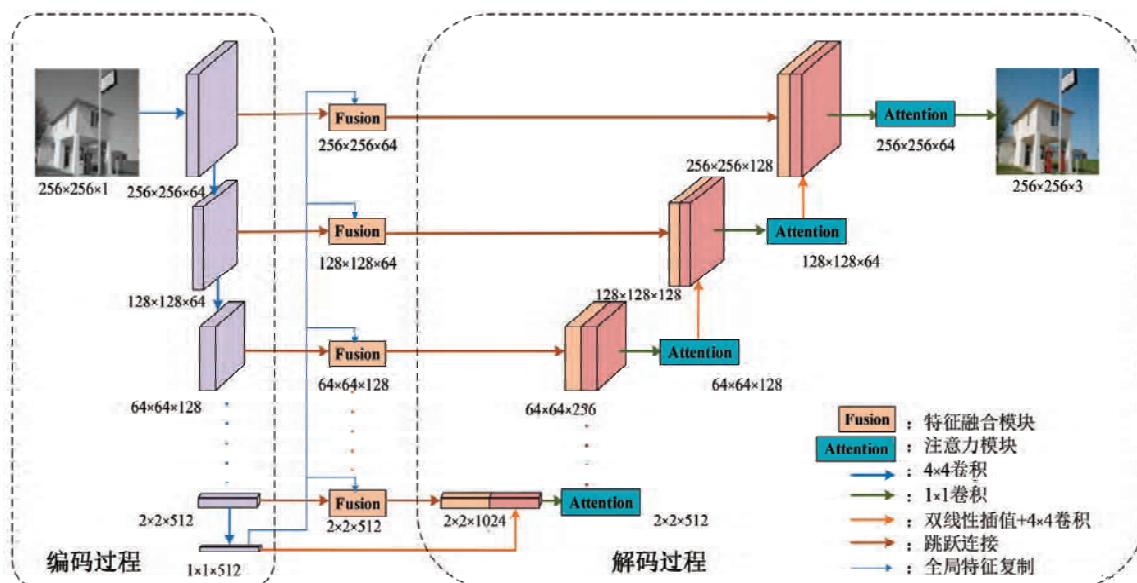 Fusion
Attention
256×256×64
256×256×64
256×256×1
256×256×64
256×256×128
256×256×3
Fusion
Attention
128×128×64
128×128×64
128×128×64
128×128×128
Fusion
Attention
64×64×128
64×64×128
64×64×128
64×64×256
Fusion
:特征融合模块
Attention
:注意力模块
:4×4卷积
:1×1卷积
:双线性插值+4×4卷积
:跳跃连接
:全局特征复制
Fusion
Attention
2×2×512
2×2×512
2×2×1024
2×2×512
编码过程
1×1×512
解码过程